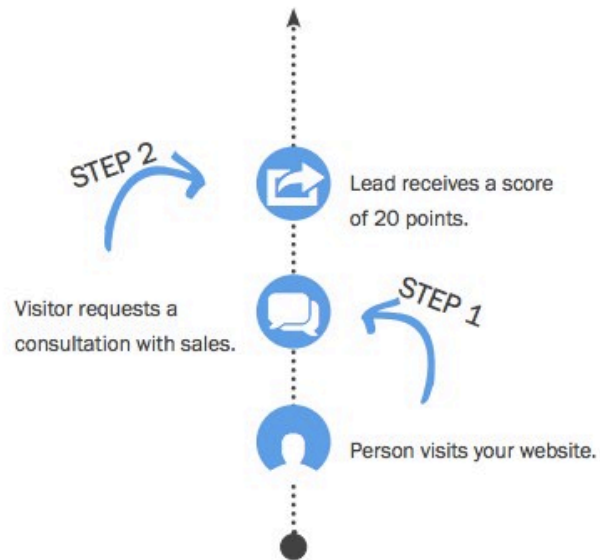 STEP 2
Lead receives a score
of 20 points.
Visitor requests a
consultation with sales.
STEP 1
Person visits your website.